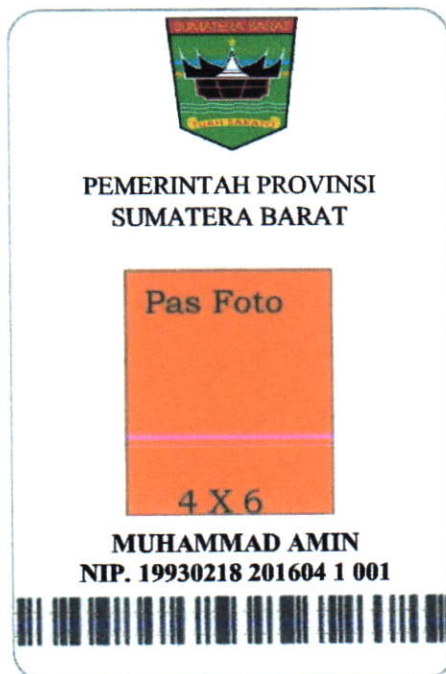 SUMATERA BARAT
TUAH SAKATO
PEMERINTAH PROVINSI
SUMATERA BARAT
Pas Foto
4 X 6
MUHAMMAD AMIN
NIP. 19930218 201604 1 001